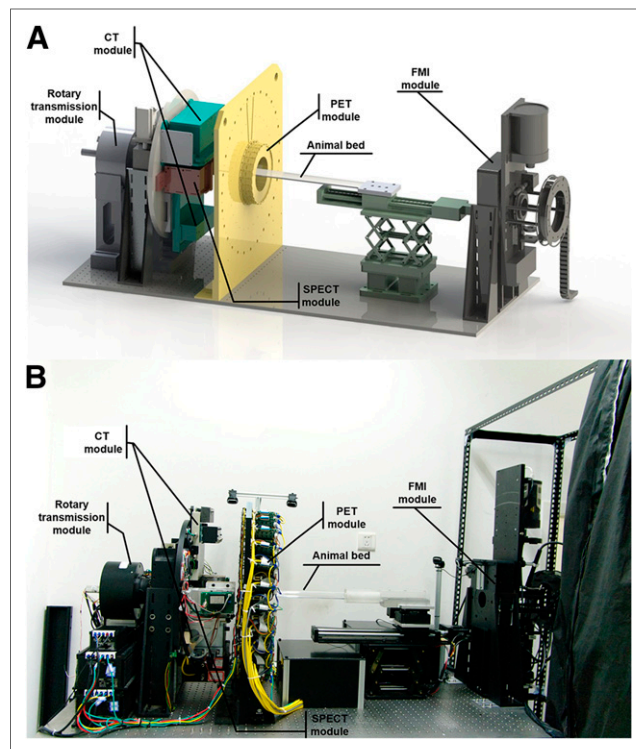 A
CT
module
FMI
module
Rotary
transmission
module
PET
module
Animal bed
SPECT
module
B
CT
module
FMI
module
Rotary
transmission
module
PET
module
Animal bed
SPECT
module